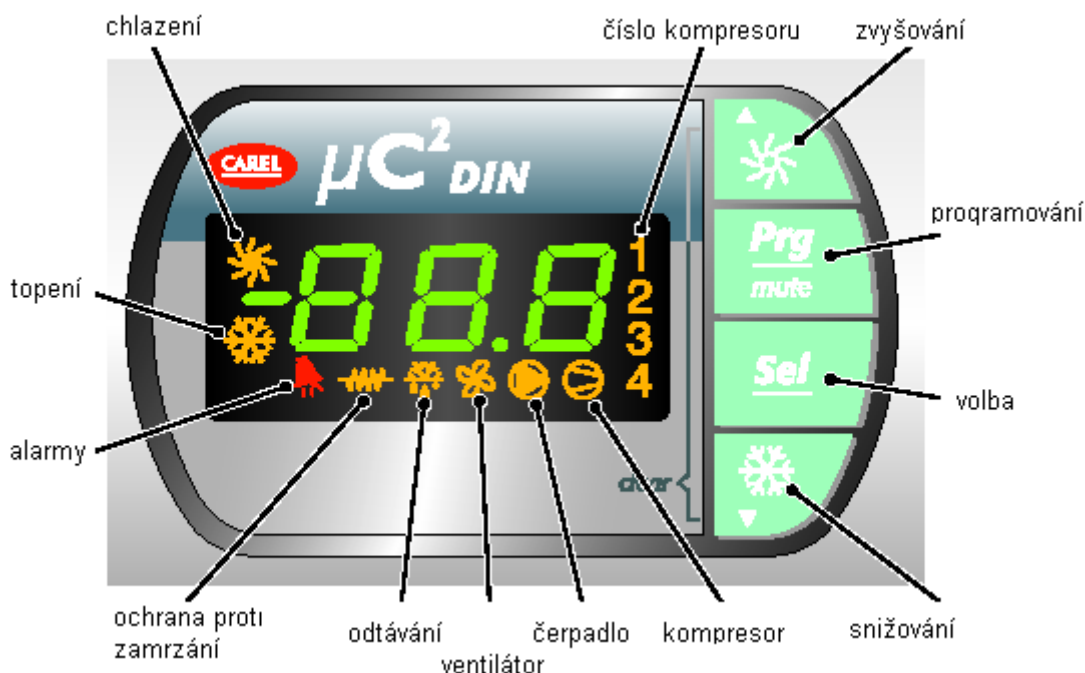 chlazení
číslo kompresoru
zvyšování
CAREL
µC² DIN
programování
Prg
mute
topení
-88.8
1
2
3
4
Sel
volba
alarmy
clear
ochrana proti
zamrzání
odtávání
ventilátor
čerpadlo
kompresor
snižování